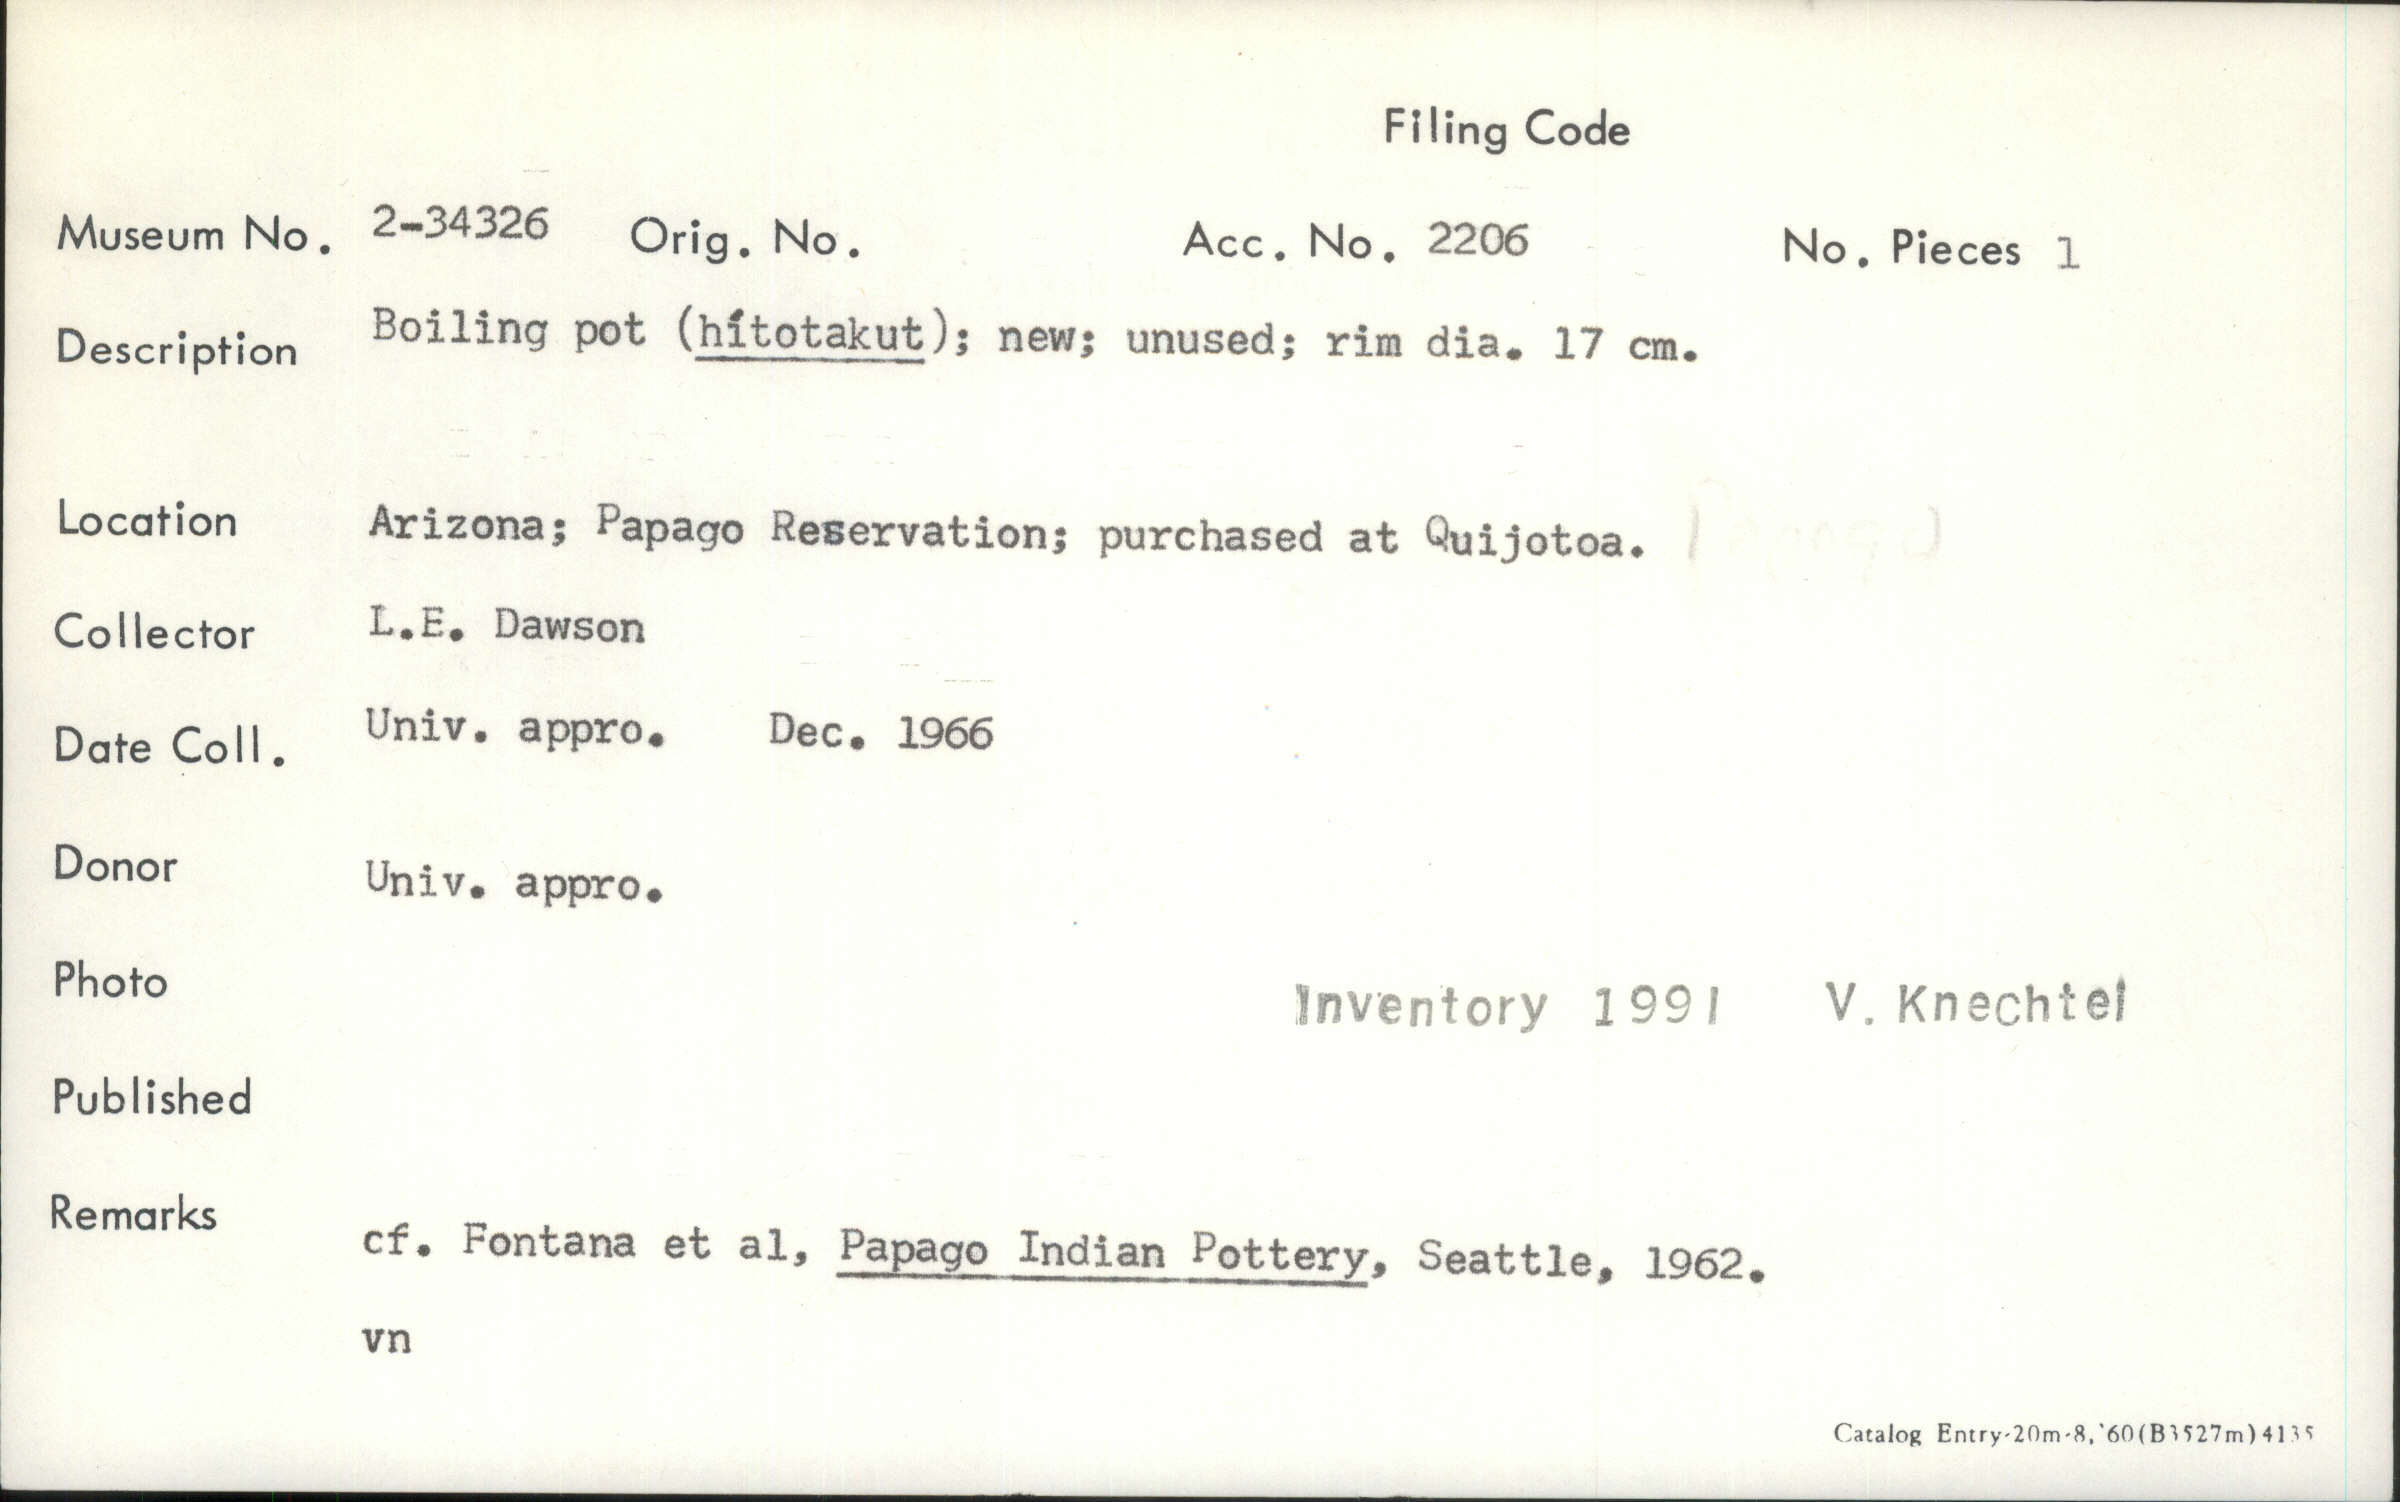 Filing Code
Museum No. 2-34326 Orig. No. Acc. No. 2206 No. Pieces 1
Description Boiling pot (hítotakut); new; unused; rim dia. 17 cm.
Location Arizona; Papago Reservation; purchased at Quijotoa.
Collector L.E. Dawson
Date Coll. Univ. appro. Dec. 1966
Donor Univ. appro.
Photo Inventory 1991 V. Knechtel
Published
Remarks
cf. Fontana et al, Papago Indian Pottery, Seattle, 1962.
vn
Catalog Entry-20m-8,'60(B3527m)4135